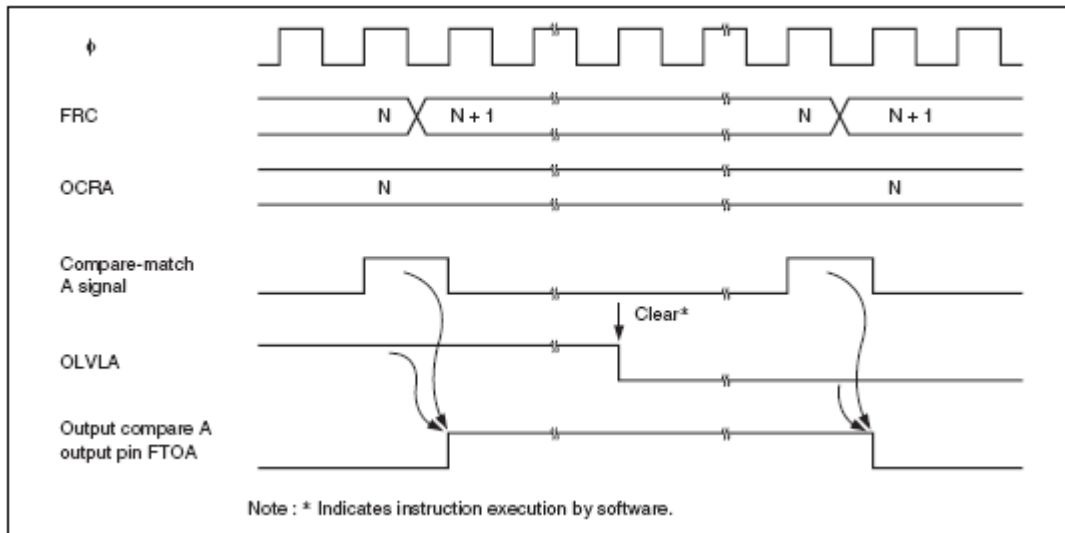 ϕ
FRC N N + 1 N N + 1
OCRA N N
Compare-match
A signal
Clear*
OLVLA
Output compare A
output pin FTOA
Note : * Indicates instruction execution by software.